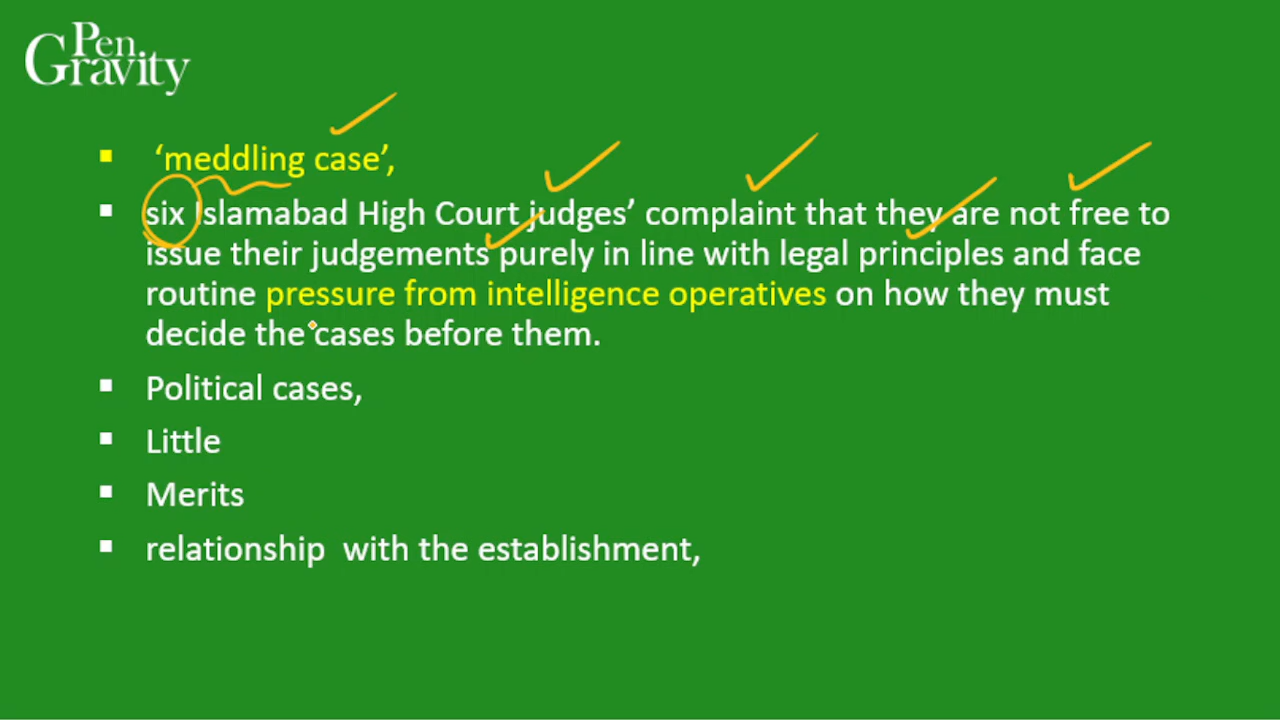 Pen
Gravity
‘meddling case’,
six Islamabad High Court judges’ complaint that they are not free to
issue their judgements purely in line with legal principles and face
routine pressure from intelligence operatives on how they must
decide the cases before them.
Political cases,
Little
Merits
relationship with the establishment,